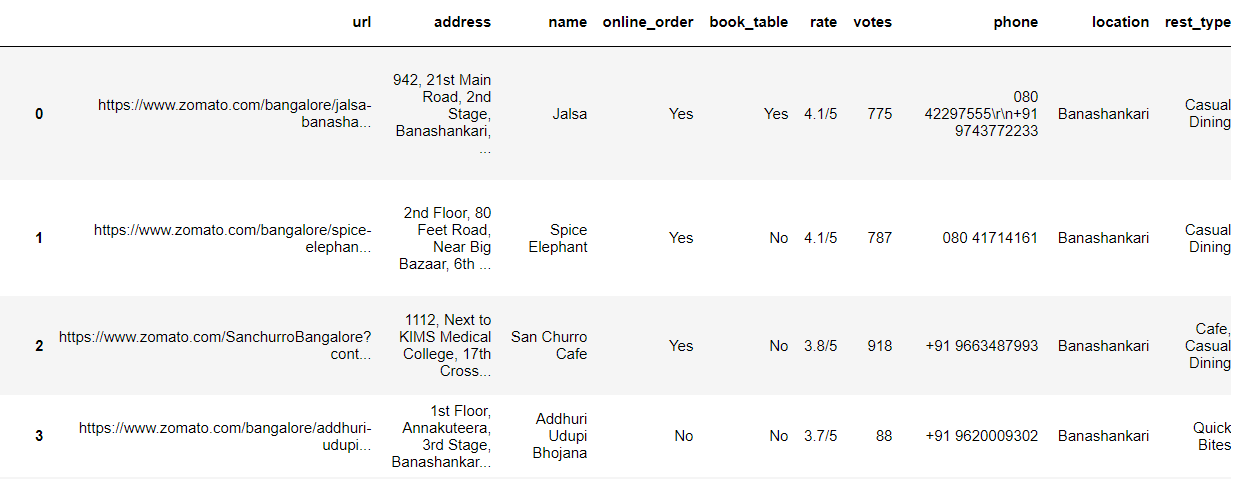 url address name online_order book_table rate votes phone location rest_type
0 https://www.zomato.com/bangalore/jalsa-banasha... 942, 21st Main Road, 2nd Stage, Banashankari, ... Jalsa Yes Yes 4.1/5 775 080 42297555\r\n+91 9743772233 Banashankari Casual Dining
1 https://www.zomato.com/bangalore/spice-elephan... 2nd Floor, 80 Feet Road, Near Big Bazaar, 6th ... Spice Elephant Yes No 4.1/5 787 080 41714161 Banashankari Casual Dining
2 https://www.zomato.com/SanchurroBangalore?cont... 1112, Next to KIMS Medical College, 17th Cross... San Churro Cafe Yes No 3.8/5 918 +91 9663487993 Banashankari Cafe, Casual Dining
3 https://www.zomato.com/bangalore/addhuri-udupi... 1st Floor, Annakuteera, 3rd Stage, Banashankar... Addhuri Udupi Bhojana No No 3.7/5 88 +91 9620009302 Banashankari Quick Bites